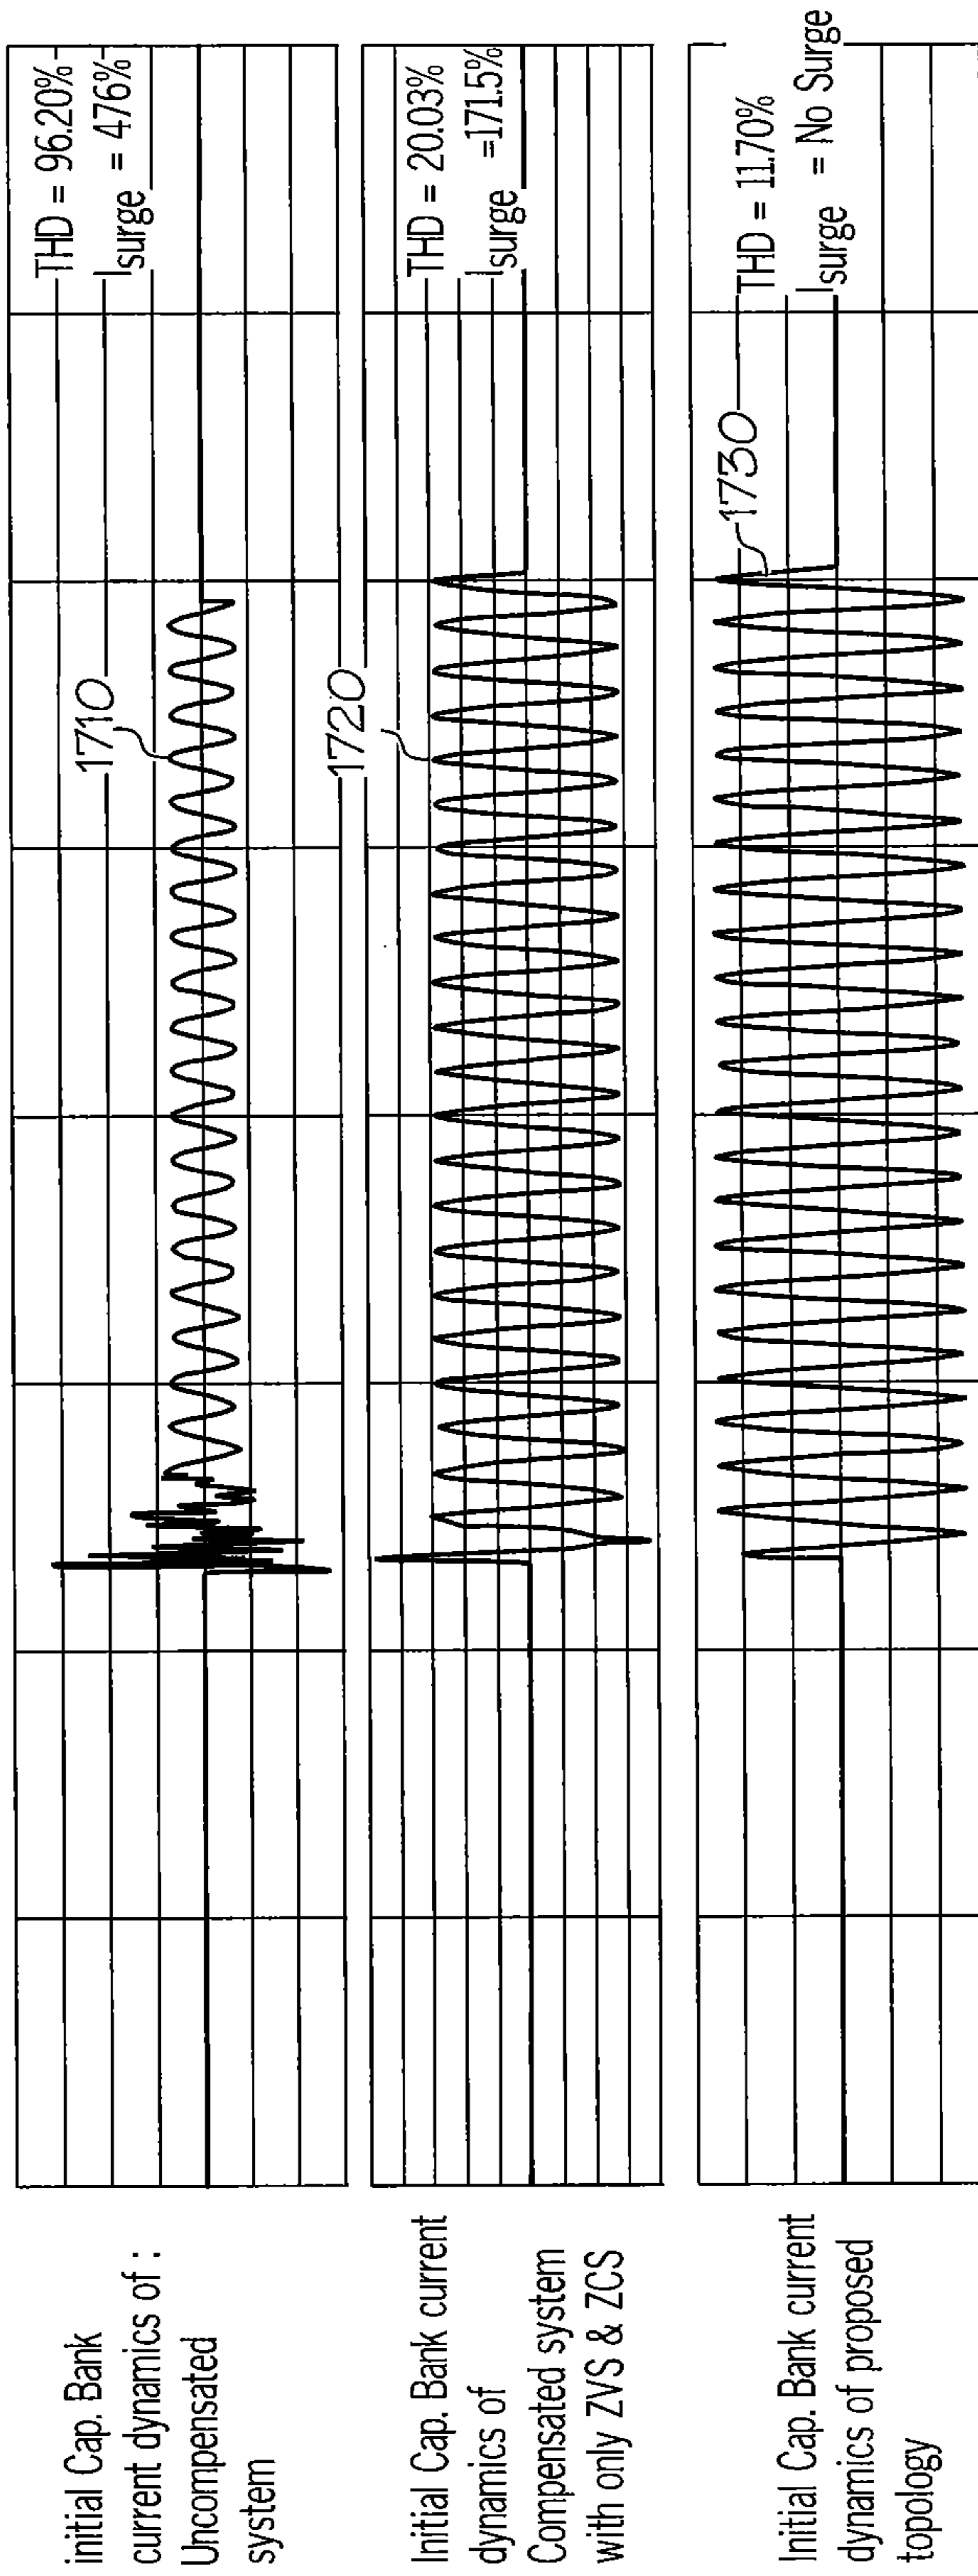 initial Cap. Bank
current dynamics of :
Uncompensated
system
1710
THD = 96.20%
Isurge = 476%
Initial Cap. Bank current
dynamics of
Compensated system
with only ZVS & ZCS
1720
THD = 20.03%
Isurge =171.5%
Initial Cap. Bank current
dynamics of proposed
topology
1730
THD = 11.70%
Isurge = No Surge